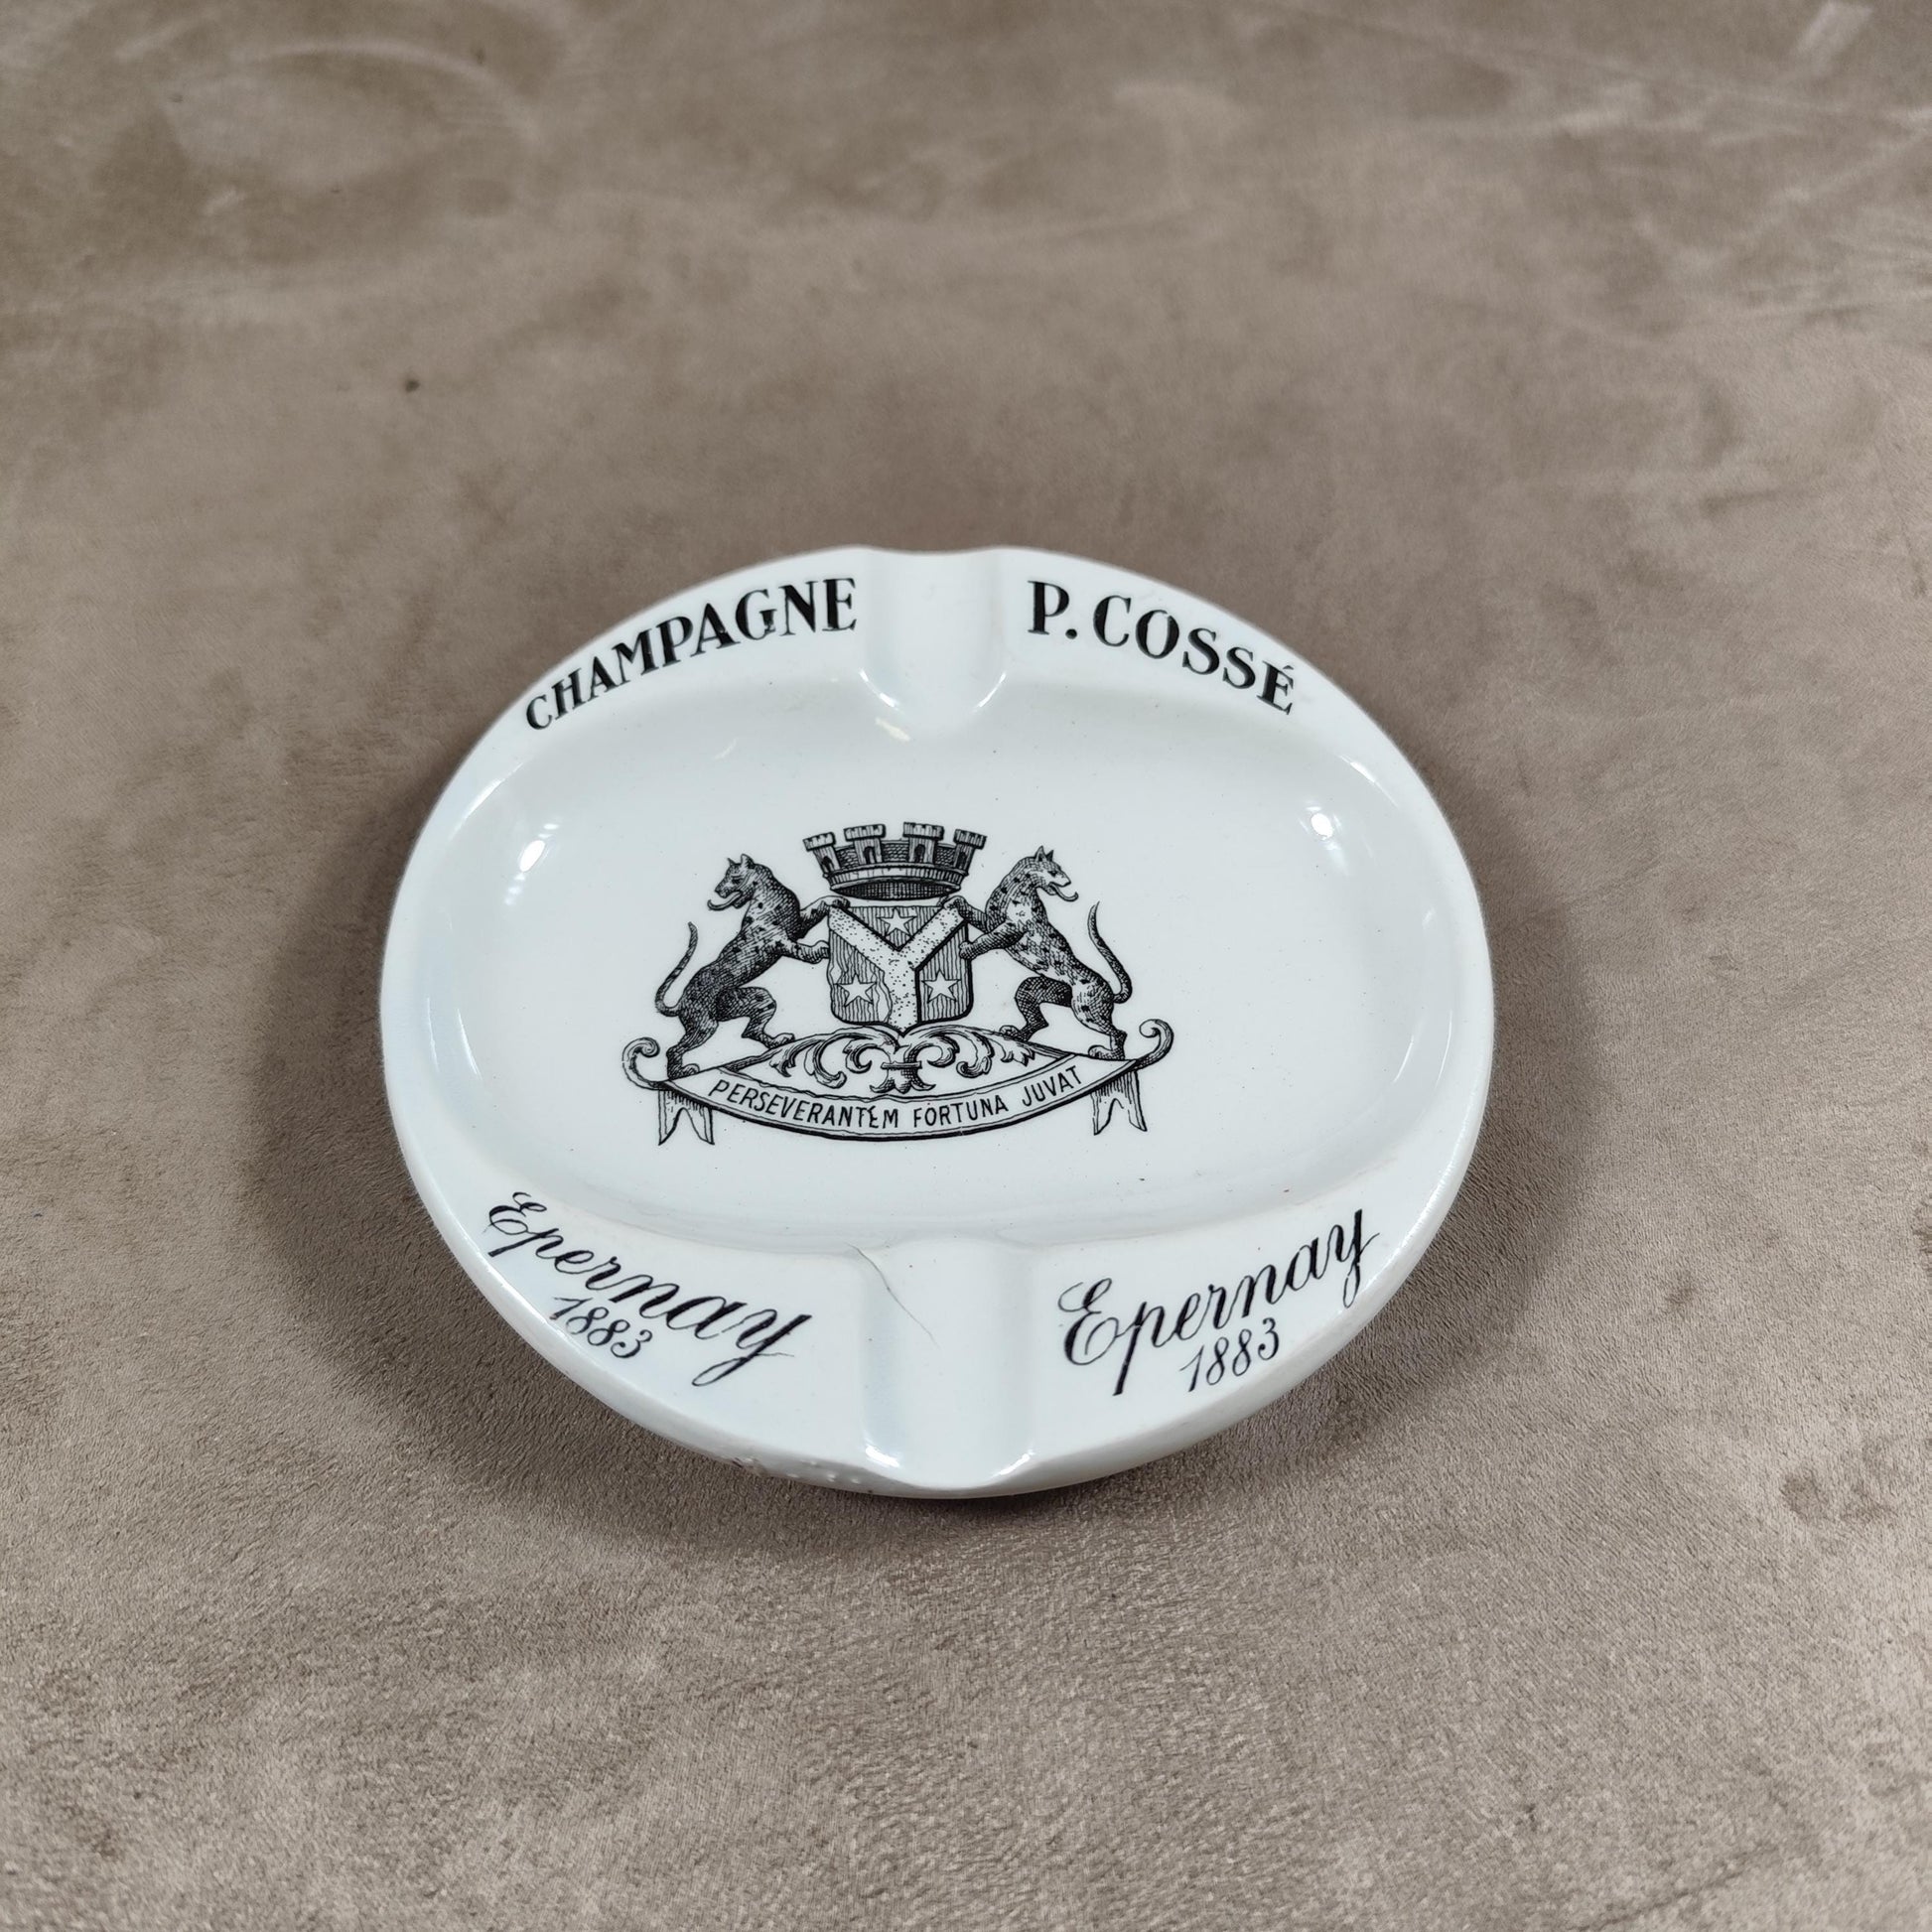 CHAMPAGNE P. COSSÉ
PERSEVERANTEM FORTUNA JUVAT
Epernay
1883
Epernay
1883